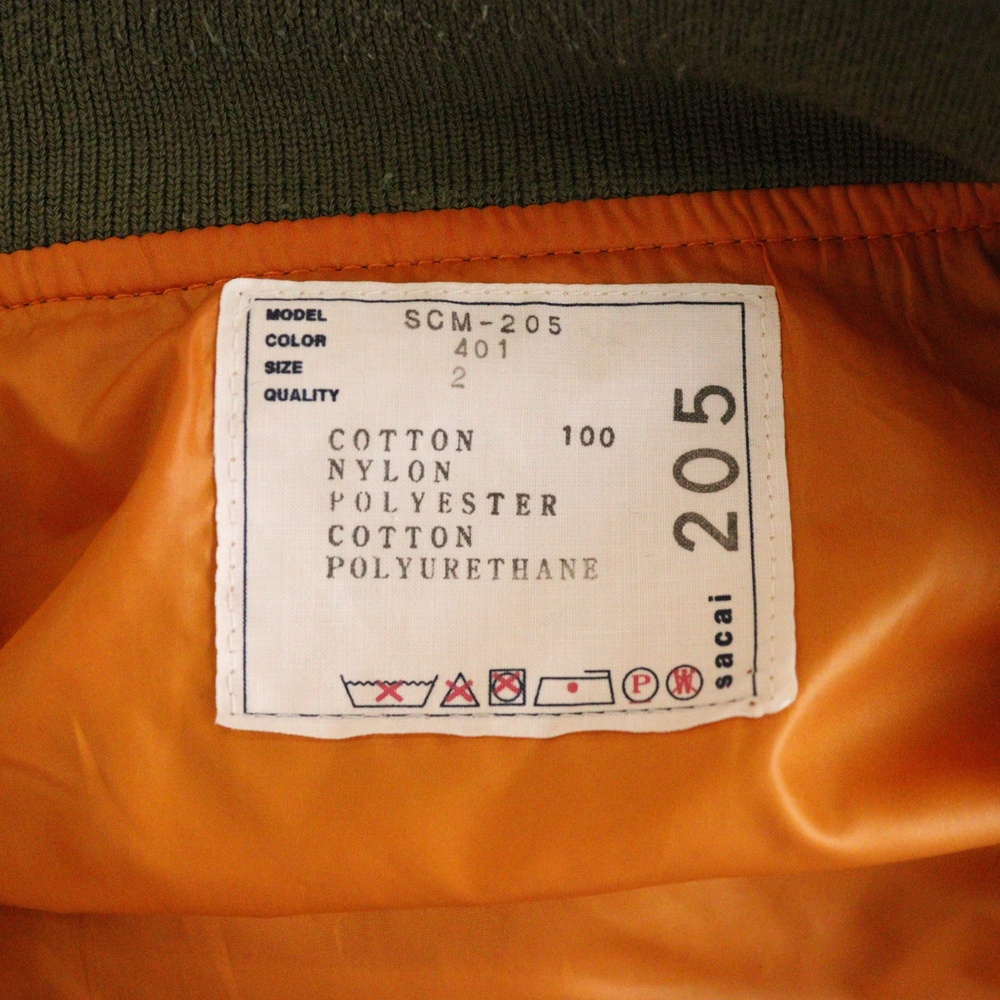 MODEL SCM-205
COLOR 401
SIZE 2
QUALITY
COTTON 100
NYLON
POLYESTER
COTTON
POLYURETHANE
205
sacai
P
W